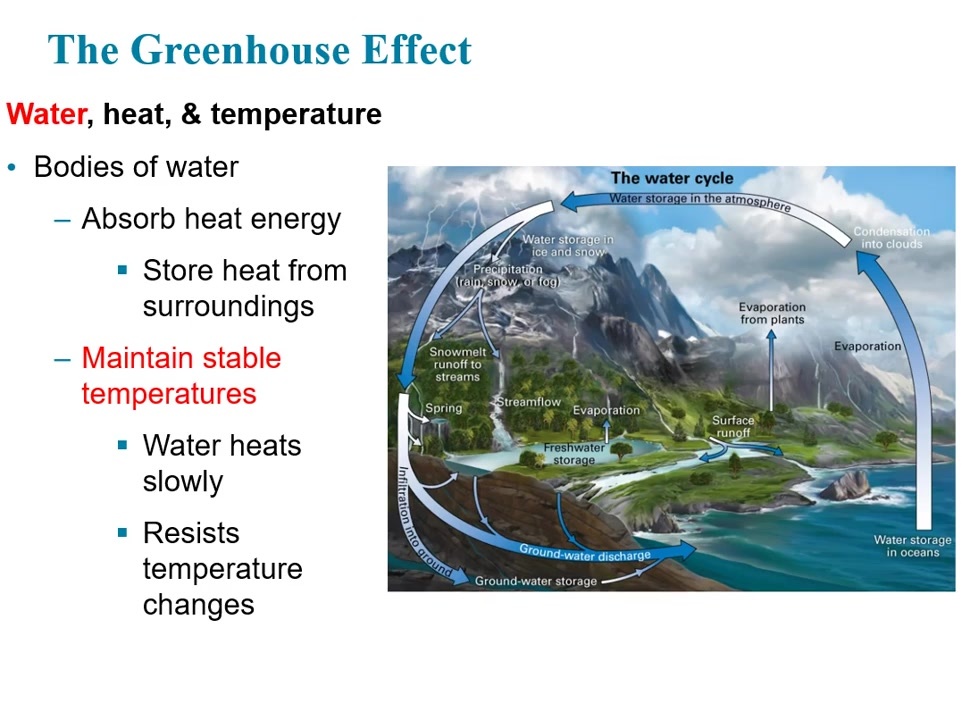 The Greenhouse Effect
Water, heat, & temperature
• Bodies of water
– Absorb heat energy
▪ Store heat from
surroundings
– Maintain stable
temperatures
▪ Water heats
slowly
▪ Resists
temperature
changes
The water cycle
Water storage in the atmosphere
Condensation
into clouds
Water storage in
ice and snow
Precipitation
(rain, snow, or fog)
Evaporation
from plants
Evaporation
Snowmelt
runoff to
streams
Spring
Streamflow
Evaporation
Surface
runoff
Freshwater
storage
Infiltration into ground
Ground-water discharge
Water storage
in oceans
Ground-water storage